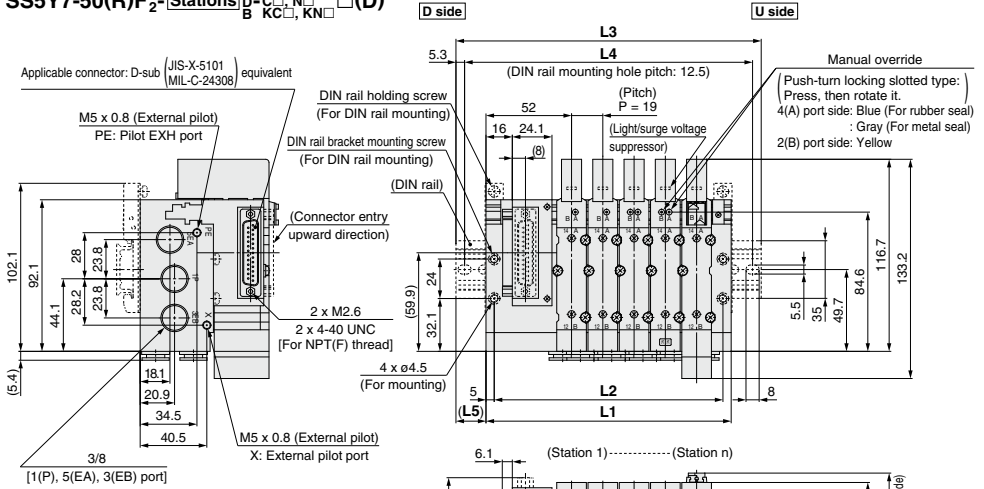 SS5Y7-50(R)F2-Stations D B-C□, N□ KC□, KN□ □(D)
D side
U side
L3
L4
5.3
(DIN rail mounting hole pitch: 12.5)
Applicable connector: D-sub (JIS-X-5101 MIL-C-24308) equivalent
Manual override
(Push-turn locking slotted type:
Press, then rotate it.)
4(A) port side: Blue (For rubber seal)
: Gray (For metal seal)
2(B) port side: Yellow
DIN rail holding screw
(For DIN rail mounting)
52
(Pitch)
P = 19
M5 x 0.8 (External pilot)
PE: Pilot EXH port
16
24.1
(Light/surge voltage
suppressor)
DIN rail bracket mounting screw
(For DIN rail mounting)
(8)
(DIN rail)
(Connector entry
upward direction)
PE
5EA
1P
3EB
X
102.1
92.1
44.1
28
23.8
28.2
23.8
(5.4)
18.1
20.9
34.5
40.5
2 x M2.6
2 x 4-40 UNC
[For NPT(F) thread]
4 x ø4.5
(For mounting)
(59.9)
24
32.1
5.5
35
49.7
84.6
116.7
133.2
5
L2
8
(L5)
L1
M5 x 0.8 (External pilot)
X: External pilot port
3/8
[1(P), 5(EA), 3(EB) port]
6.1
(Station 1)
(Station n)